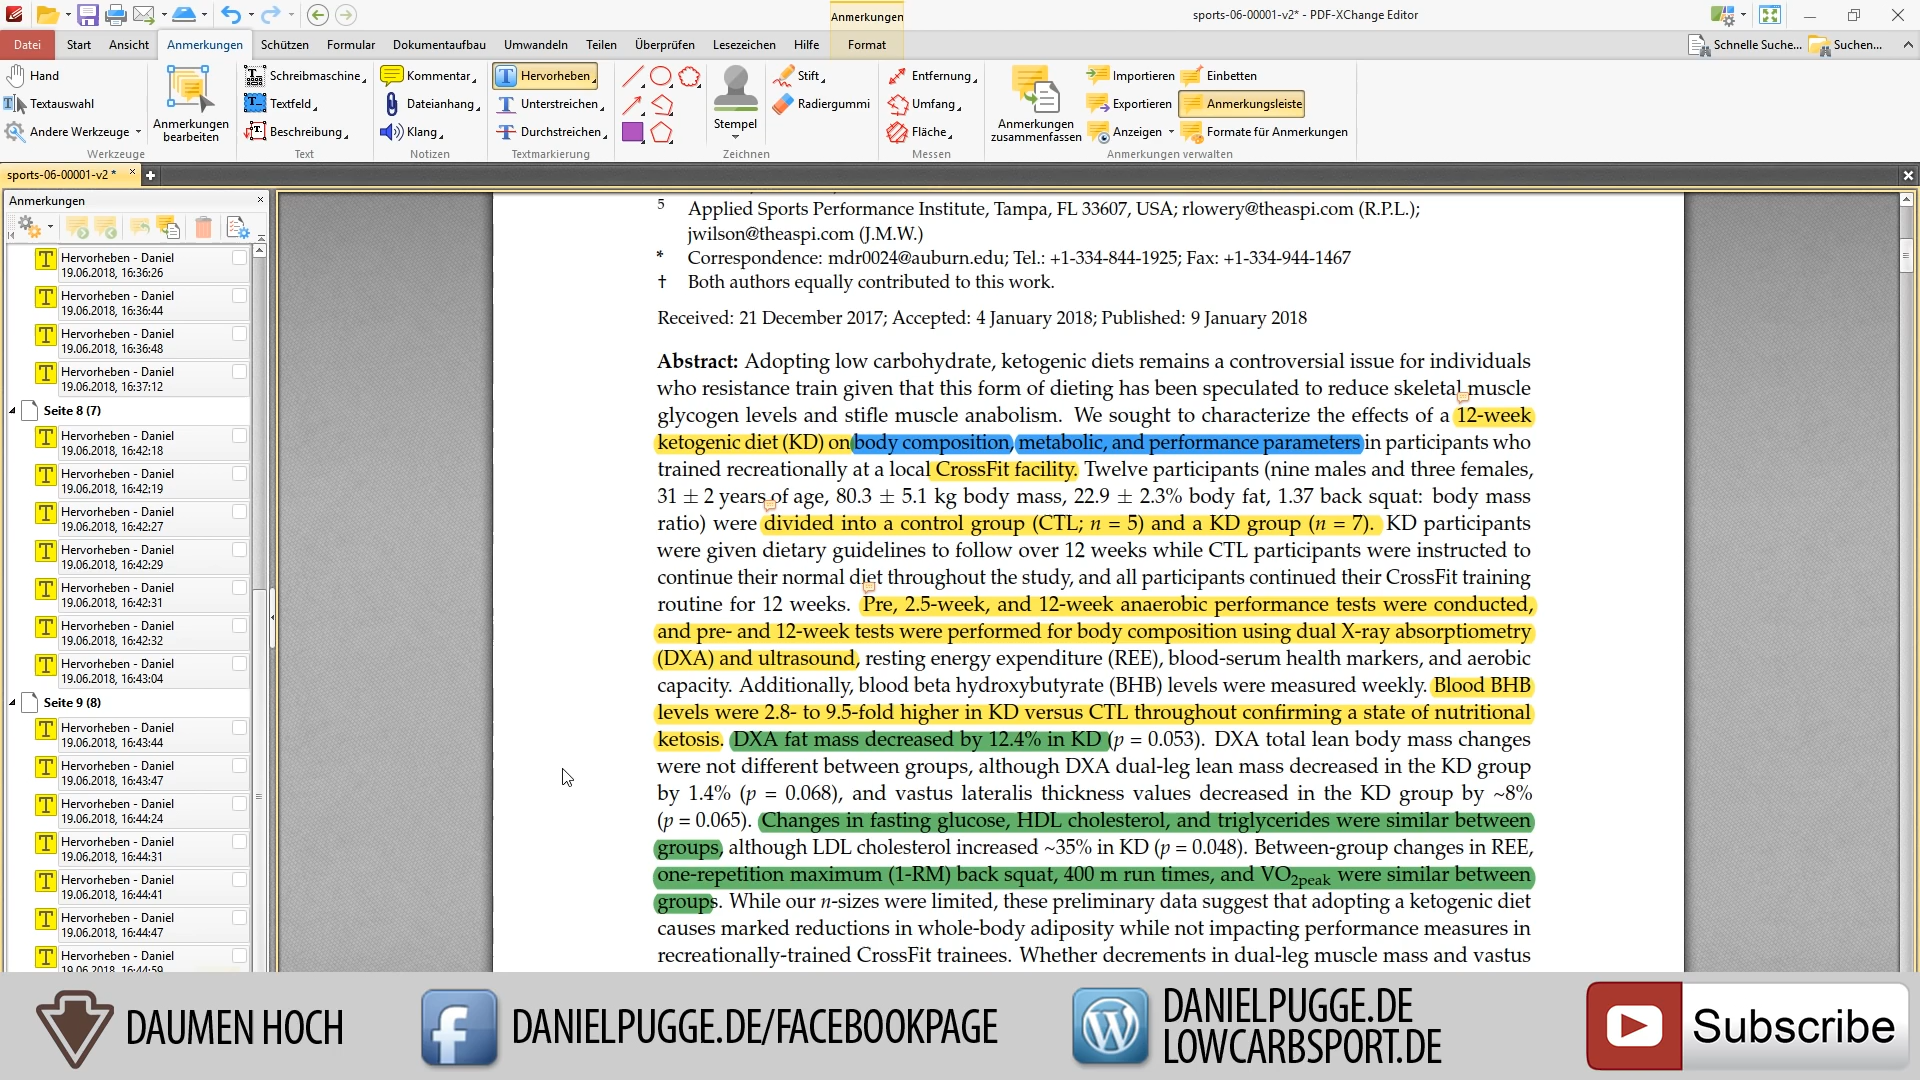 Anmerkungen
sports-06-00001-v2* - PDF-XChange Editor
Datei Start Ansicht Anmerkungen Schützen Formular Dokumentaufbau Umwandeln Teilen Überprüfen Lesezeichen Hilfe Format
Schnelle Suche... Suchen...
Hand
Textauswahl
Andere Werkzeuge
Werkzeuge
Anmerkungen
bearbeiten
Schreibmaschine
Textfeld
Beschreibung
Text
Kommentar
Dateianhang
Klang
Notizen
Hervorheben
Unterstreichen
Durchstreichen
Textmarkierung
Stempel
Stift
Radiergummi
Zeichnen
Entfernung
Umfang
Fläche
Messen
Anmerkungen
zusammenfassen
Importieren
Exportieren
Anzeigen
Einbetten
Anmerkungsleiste
Formate für Anmerkungen
Anmerkungen verwalten
sports-06-00001-v2 *
Anmerkungen
Hervorheben - Daniel
19.06.2018, 16:36:26
Hervorheben - Daniel
19.06.2018, 16:36:44
Hervorheben - Daniel
19.06.2018, 16:36:48
Hervorheben - Daniel
19.06.2018, 16:37:12
Seite 8 (7)
Hervorheben - Daniel
19.06.2018, 16:42:18
Hervorheben - Daniel
19.06.2018, 16:42:19
Hervorheben - Daniel
19.06.2018, 16:42:27
Hervorheben - Daniel
19.06.2018, 16:42:29
Hervorheben - Daniel
19.06.2018, 16:42:31
Hervorheben - Daniel
19.06.2018, 16:42:32
Hervorheben - Daniel
19.06.2018, 16:43:04
Seite 9 (8)
Hervorheben - Daniel
19.06.2018, 16:43:44
Hervorheben - Daniel
19.06.2018, 16:43:47
Hervorheben - Daniel
19.06.2018, 16:44:24
Hervorheben - Daniel
19.06.2018, 16:44:31
Hervorheben - Daniel
19.06.2018, 16:44:41
Hervorheben - Daniel
19.06.2018, 16:44:47
Hervorheben - Daniel
19.06.2018, 16:44:59
5 Applied Sports Performance Institute, Tampa, FL 33607, USA; rlowery@theaspi.com (R.P.L.);
jwilson@theaspi.com (J.M.W.)
* Correspondence: mdr0024@auburn.edu; Tel.: +1-334-844-1925; Fax: +1-334-944-1467
† Both authors equally contributed to this work.
Received: 21 December 2017; Accepted: 4 January 2018; Published: 9 January 2018
Abstract: Adopting low carbohydrate, ketogenic diets remains a controversial issue for individuals
who resistance train given that this form of dieting has been speculated to reduce skeletal muscle
glycogen levels and stifle muscle anabolism. We sought to characterize the effects of a 12-week
ketogenic diet (KD) on body composition, metabolic, and performance parameters in participants who
trained recreationally at a local CrossFit facility. Twelve participants (nine males and three females,
31 ± 2 years of age, 80.3 ± 5.1 kg body mass, 22.9 ± 2.3% body fat, 1.37 back squat: body mass
ratio) were divided into a control group (CTL; n = 5) and a KD group (n = 7). KD participants
were given dietary guidelines to follow over 12 weeks while CTL participants were instructed to
continue their normal diet throughout the study, and all participants continued their CrossFit training
routine for 12 weeks. Pre, 2.5-week, and 12-week anaerobic performance tests were conducted,
and pre- and 12-week tests were performed for body composition using dual X-ray absorptiometry
(DXA) and ultrasound, resting energy expenditure (REE), blood-serum health markers, and aerobic
capacity. Additionally, blood beta hydroxybutyrate (BHB) levels were measured weekly. Blood BHB
levels were 2.8- to 9.5-fold higher in KD versus CTL throughout confirming a state of nutritional
ketosis. DXA fat mass decreased by 12.4% in KD (p = 0.053). DXA total lean body mass changes
were not different between groups, although DXA dual-leg lean mass decreased in the KD group
by 1.4% (p = 0.068), and vastus lateralis thickness values decreased in the KD group by ~8%
(p = 0.065). Changes in fasting glucose, HDL cholesterol, and triglycerides were similar between
groups, although LDL cholesterol increased ~35% in KD (p = 0.048). Between-group changes in REE,
one-repetition maximum (1-RM) back squat, 400 m run times, and VO2peak were similar between
groups. While our n-sizes were limited, these preliminary data suggest that adopting a ketogenic diet
causes marked reductions in whole-body adiposity while not impacting performance measures in
recreationally-trained CrossFit trainees. Whether decrements in dual-leg muscle mass and vastus
DAUMEN HOCH
DANIELPUGGE.DE/FACEBOOKPAGE
DANIELPUGGE.DE
LOWCARBSPORT.DE
Subscribe